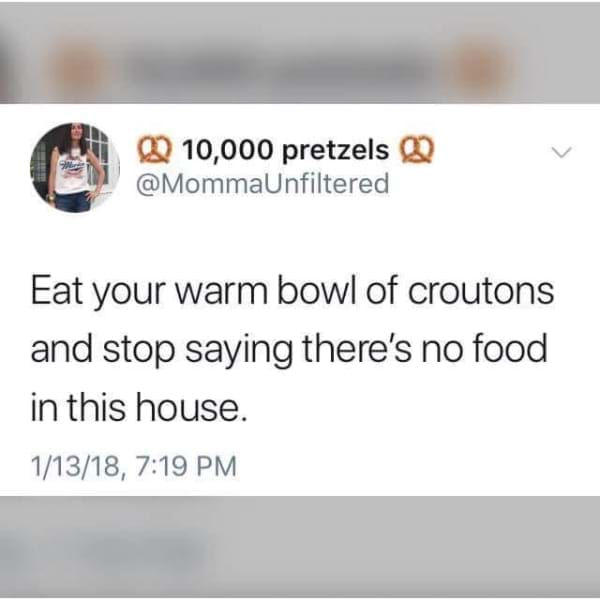 🥨 10,000 pretzels 🥨
@MommaUnfiltered
Eat your warm bowl of croutons
and stop saying there's no food
in this house.
1/13/18, 7:19 PM